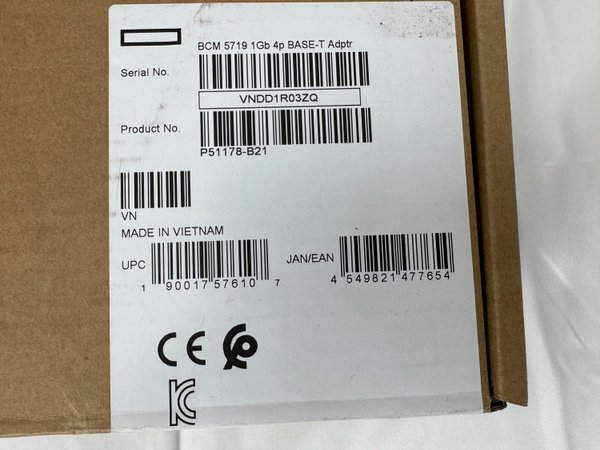 BCM 5719 1Gb 4p BASE-T Adptr
Serial No.
VNDD1R03ZQ
Product No.
P51178-B21
VN
MADE IN VIETNAM
UPC
1 90017 57610 7
JAN/EAN
4 549821 477654
CE